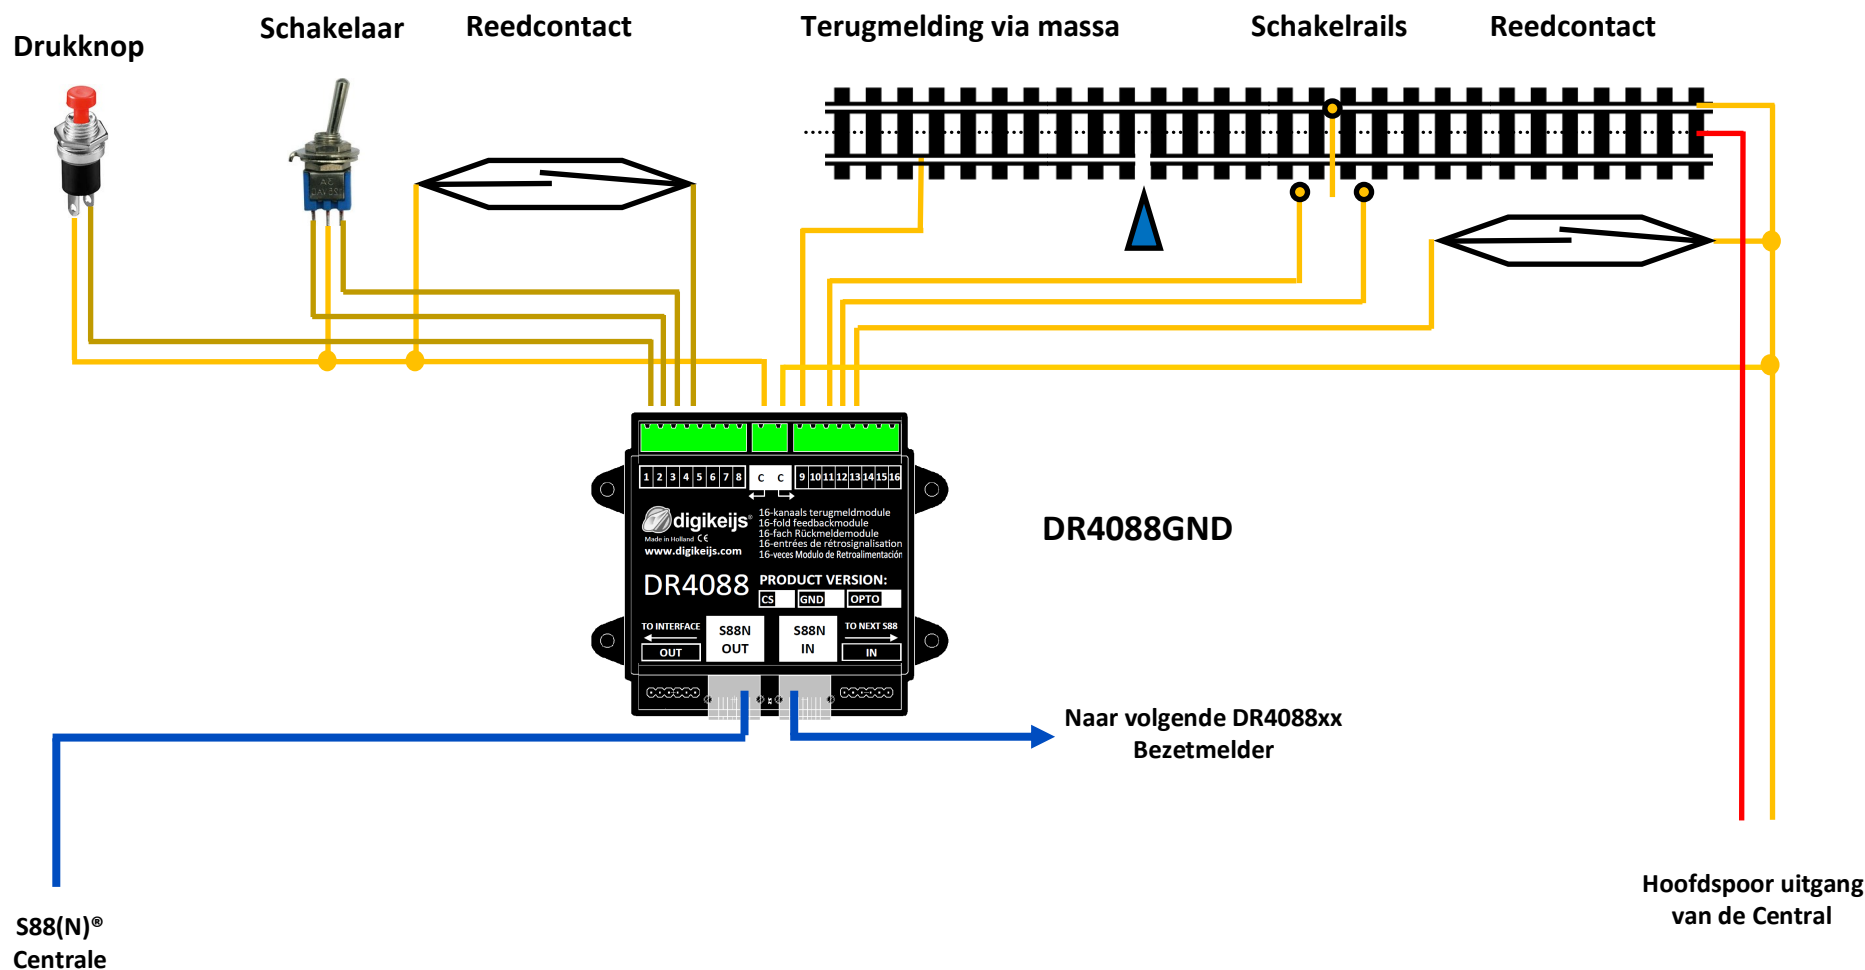 Drukknop
Schakelaar
Reedcontact
Terugmelding via massa
Schakelrails
Reedcontact
1 2 3 4 5 6 7 8
C C
9 10 11 12 13 14 15 16
digikeijs®
Made in Holland CE
www.digikeijs.com
16-kanaals terugmeldmodule
16-fold feedbackmodule
16-fach Rückmeldemodule
16-entrées de rétrosignalisation
16-veces Modulo de Retroalimentación
DR4088
PRODUCT VERSION:
CS GND OPTO
TO INTERFACE
OUT
S88N
OUT
S88N
IN
TO NEXT S88
IN
DR4088GND
Naar volgende DR4088xx
Bezetmelder
S88(N)®
Centrale
Hoofdspoor uitgang
van de Central